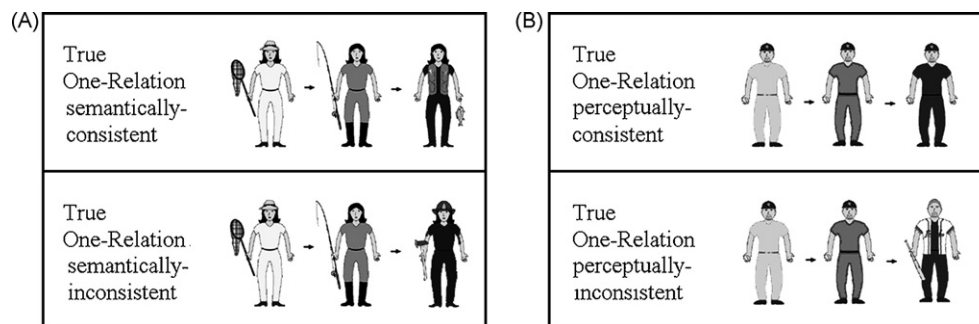 (A)
True
One-Relation
semantically-
consistent
True
One-Relation
semantically-
inconsistent
(B)
True
One-Relation
perceptually-
consistent
True
One-Relation
perceptually-
inconsistent